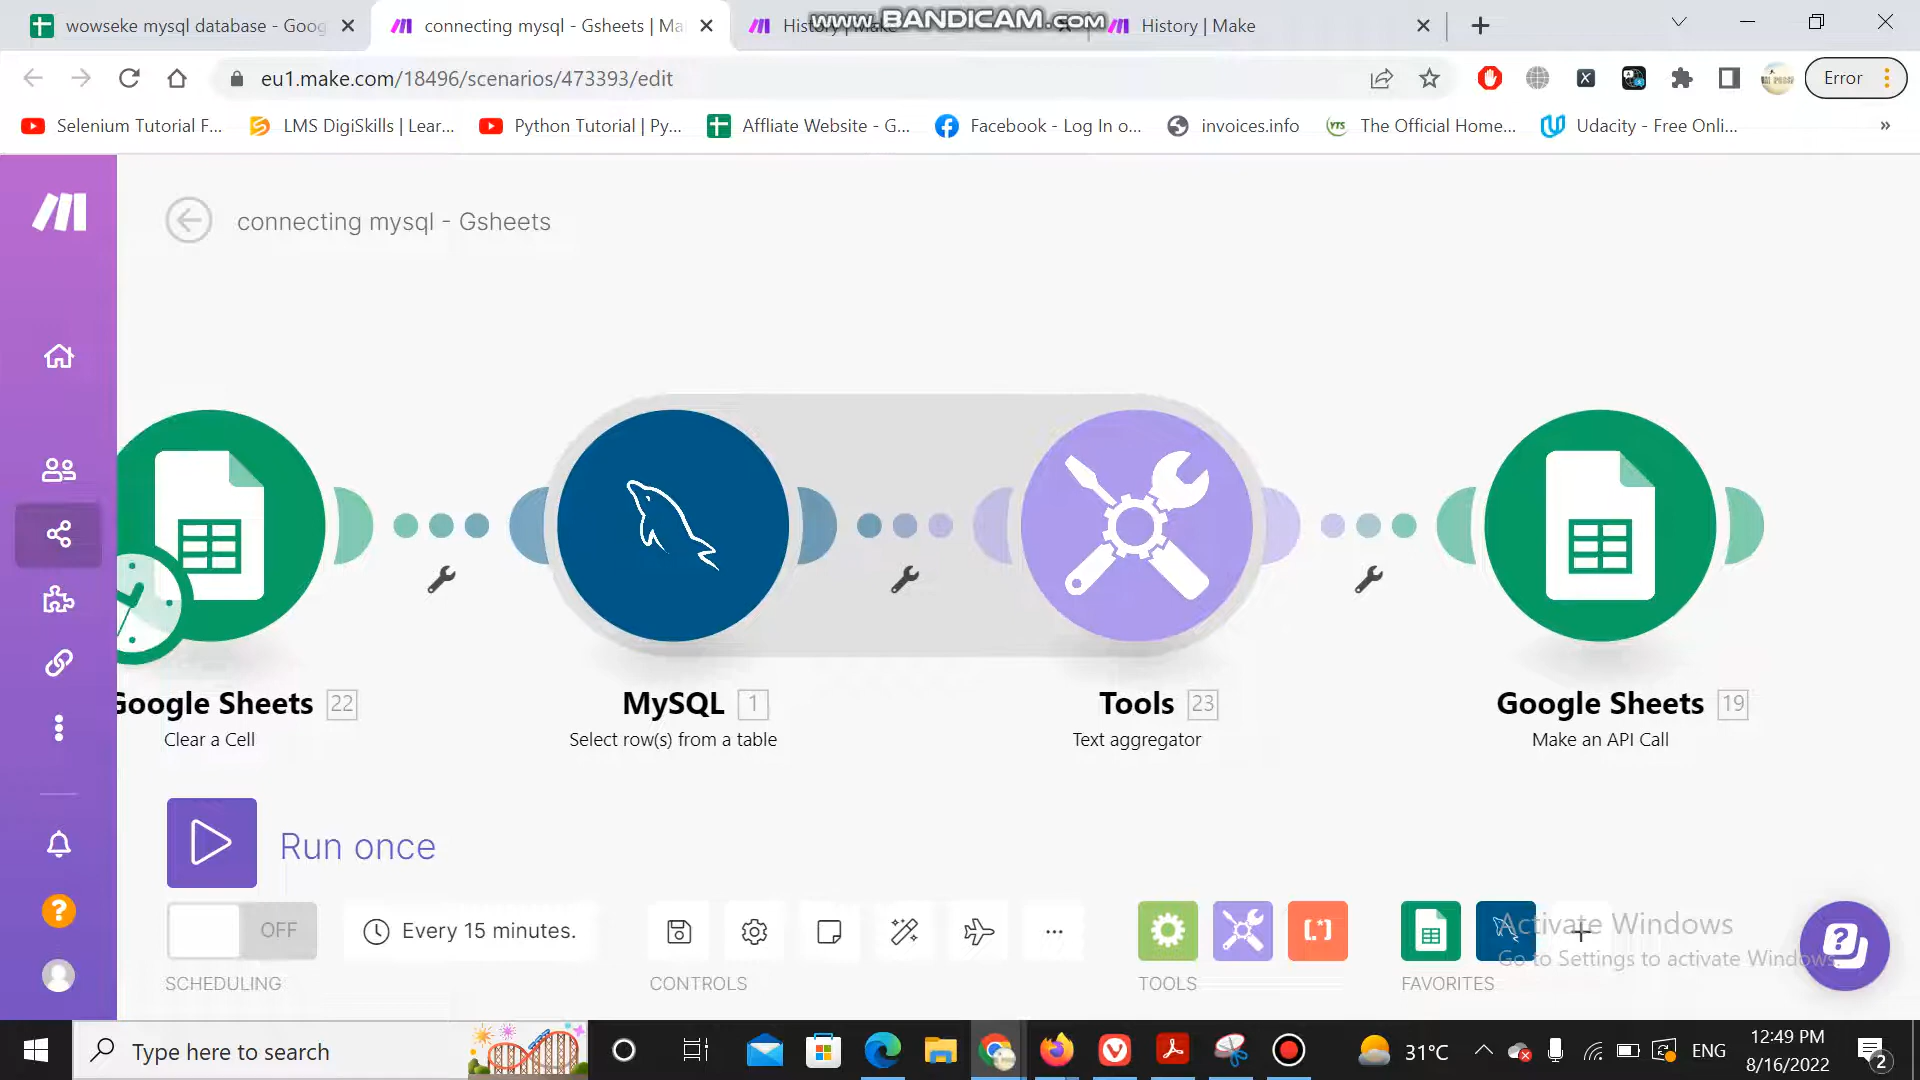 wowseke mysql database - Goog
connecting mysql - Gsheets | Ma
History | Make
www.BANDICAM.com
History | Make
eu1.make.com/18496/scenarios/473393/edit
Error
Selenium Tutorial F...
LMS DigiSkills | Lear...
Python Tutorial | Py...
Affliate Website - G...
Facebook - Log In o...
invoices.info
The Official Home...
Udacity - Free Onli...
»
connecting mysql - Gsheets
Google Sheets 22
Clear a Cell
MySQL 1
Select row(s) from a table
Tools 23
Text aggregator
Google Sheets 19
Make an API Call
Run once
OFF
Every 15 minutes.
SCHEDULING
CONTROLS
TOOLS
FAVORITES
Activate Windows
Go to Settings to activate Windows.
Type here to search
31°C
ENG
12:49 PM
8/16/2022
2